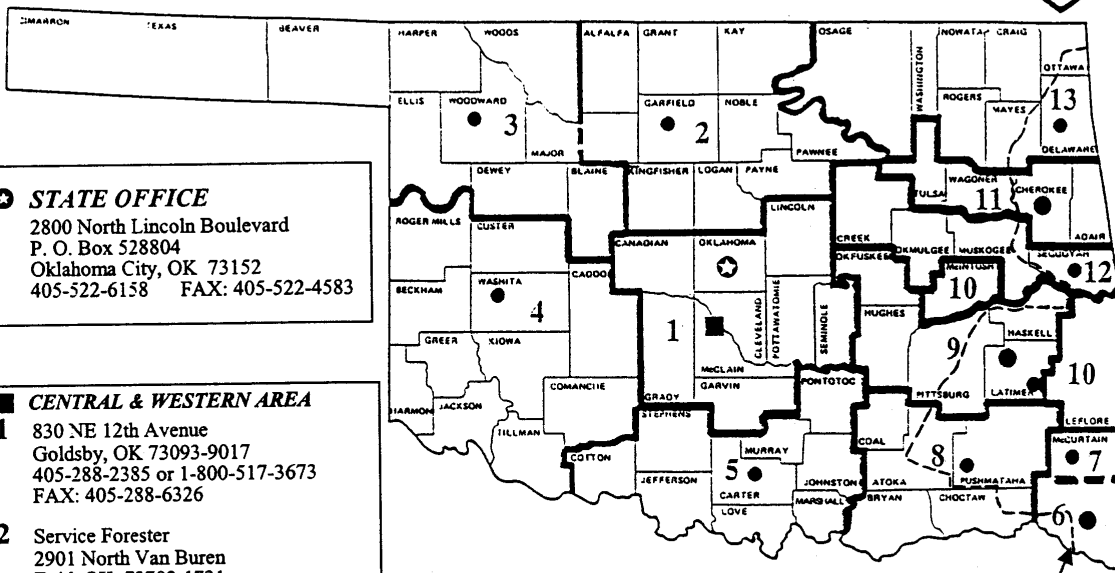 CIMARRON
TEXAS
BEAVER
HARPER
WOODS
ALFALFA
GRANT
KAY
OSAGE
NOWATA
CRAIG
OTTAWA
WASHINGTON
ELLIS
WOODWARD
3
GARFIELD
2
NOBLE
ROGERS
MAYES
13
MAJOR
PAWNEE
DELAWARE
DEWEY
BLAINE
KINGFISHER
LOGAN
PAYNE
TULSA
WAGONER
11
CHEROKEE
ROGER MILLS
CUSTER
LINCOLN
CREEK
ADAIR
CANADIAN
OKLAHOMA
OKFUSKEE
OKMULGEE
MUSKOGEE
SEQUOYAH
12
BECKHAM
WASHITA
4
CADDO
McINTOSH
10
GREER
KIOWA
1
CLEVELAND
POTTAWATOMIE
SEMINOLE
HUGHES
9
HASKELL
McCLAIN
10
COMANCHE
GARVIN
PONTOTOC
PITTSBURG
LATIMER
HARMON
JACKSON
GRADY
STEPHENS
LEFLORE
TILLMAN
COTTON
MURRAY
COAL
McCURTAIN
7
JEFFERSON
5
CARTER
JOHNSTON
ATOKA
8
PUSHMATAHA
MARSHALL
BRYAN
CHOCTAW
LOVE
6
STATE OFFICE
2800 North Lincoln Boulevard
P. O. Box 528804
Oklahoma City, OK 73152
405-522-6158 FAX: 405-522-4583
CENTRAL & WESTERN AREA
1 830 NE 12th Avenue
Goldsby, OK 73093-9017
405-288-2385 or 1-800-517-3673
FAX: 405-288-6326
2 Service Forester
2901 North Van Buren